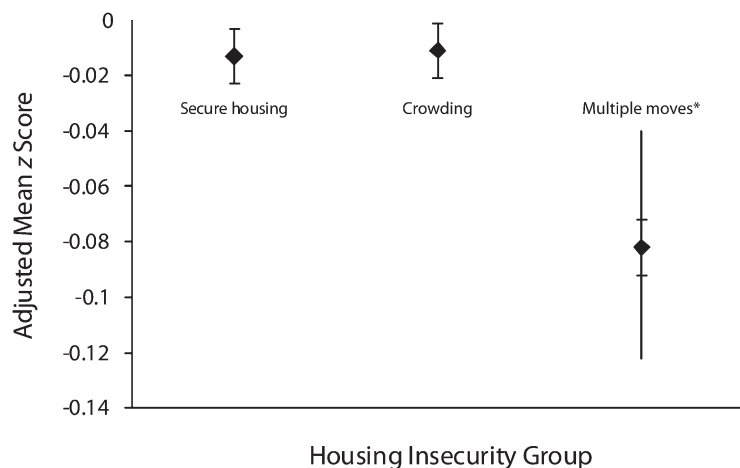 0
-0.02
-0.04
-0.06
-0.08
-0.1
-0.12
-0.14
Adjusted Mean z Score
Secure housing
Crowding
Multiple moves*
Housing Insecurity Group